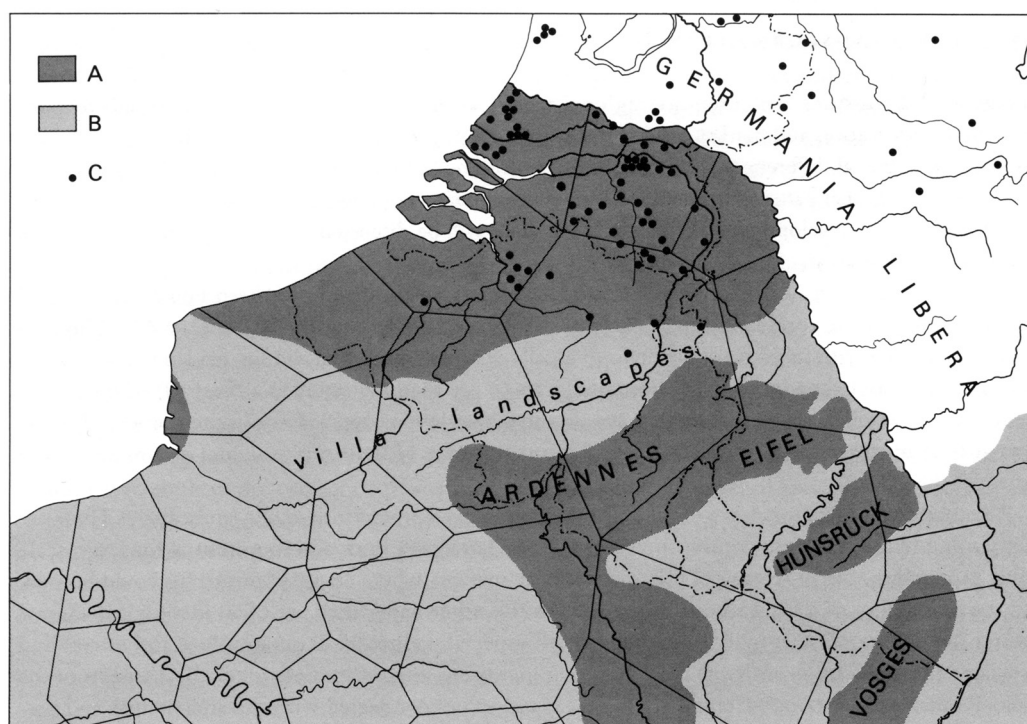 A
B
C
GERMANIA
LIBERA
villa landscapes
ARDENNES
EIFEL
HUNSRÜCK
VOSGES